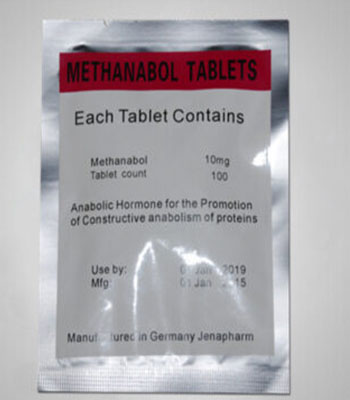 METHANABOL TABLETS
Each Tablet Contains
Methanabol 10mg
Tablet count 100
Anabolic Hormone for the Promotion
of Constructive anabolism of proteins
Use by: 01 Jan 2019
Mfg: 01 Jan 2015
Manufactured in Germany Jenapharm